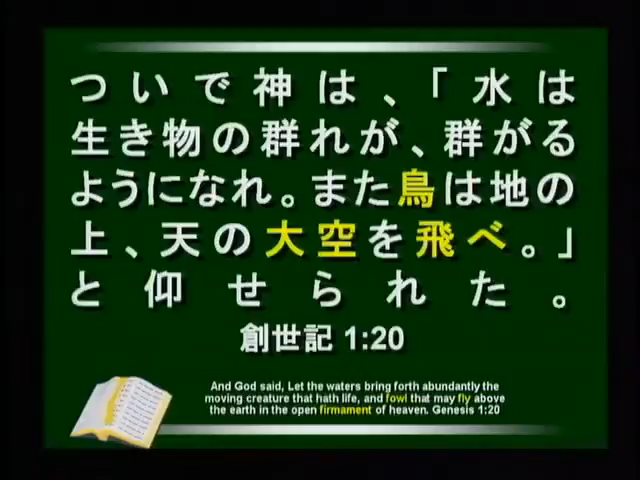 ついで神は、「水は
生き物の群れが、群がる
ようになれ。また鳥は地の
上、天の大空を飛べ。」
と仰せられた。
創世記 1:20
And God said, Let the waters bring forth abundantly the
moving creature that hath life, and fowl that may fly above
the earth in the open firmament of heaven. Genesis 1:20